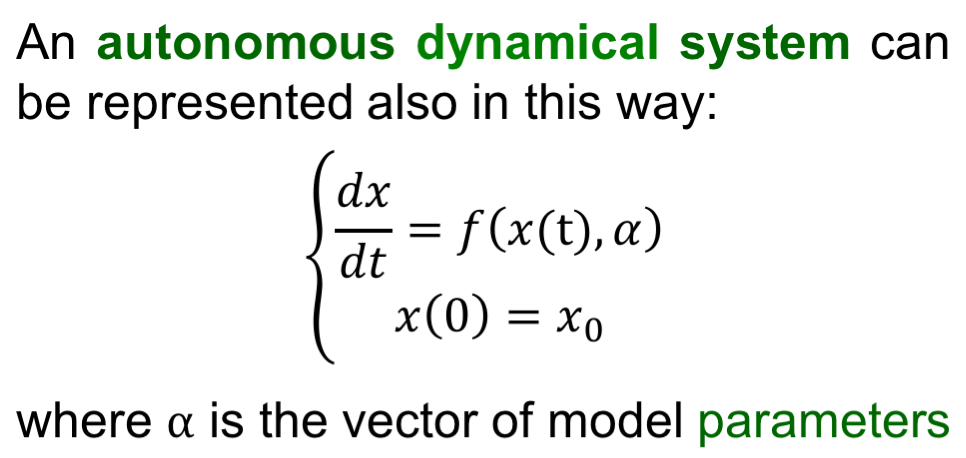 An autonomous dynamical system can
be represented also in this way:
dx/dt = f(x(t), α)
x(0) = x₀
where α is the vector of model parameters